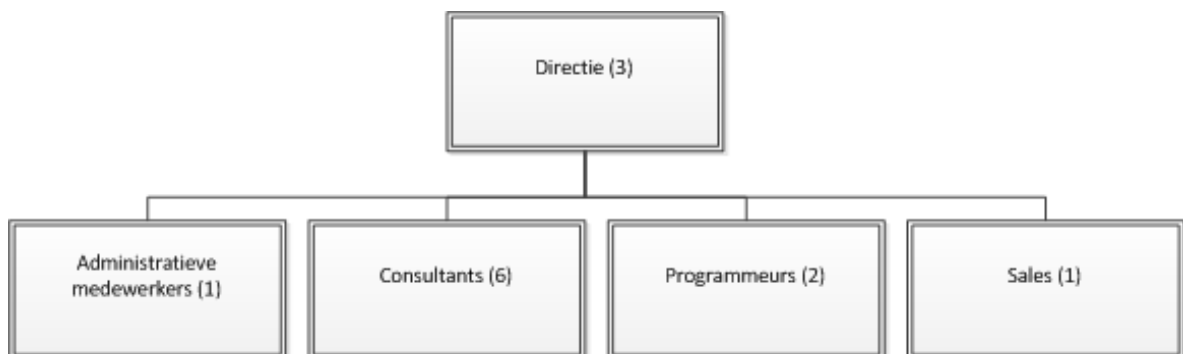 Directie (3)
Administratieve
medewerkers (1)
Consultants (6)
Programmeurs (2)
Sales (1)